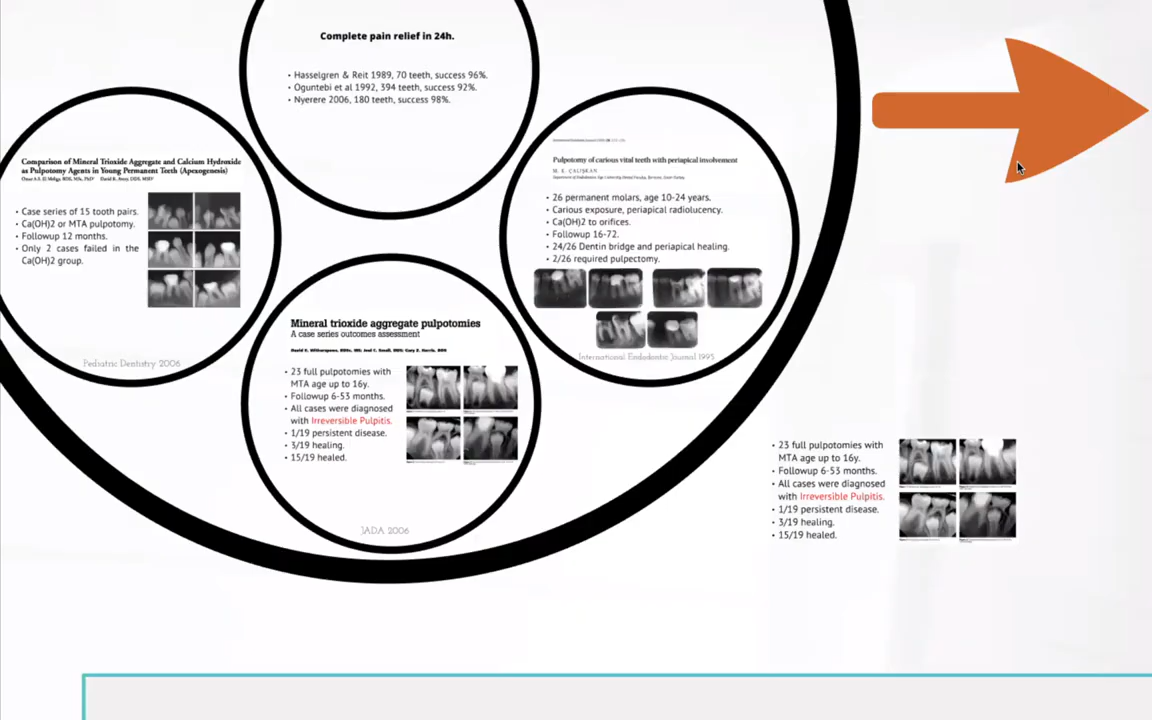 Complete pain relief in 24h.
• Hasselgren & Reit 1989, 70 teeth, success 96%.
• Oguntebi et al 1992, 394 teeth, success 92%.
• Nyerere 2006, 180 teeth, success 98%.
Comparison of Mineral Trioxide Aggregate and Calcium Hydroxide
as Pulpotomy Agents in Young Permanent Teeth (Apexogenesis)
• Case series of 15 tooth pairs.
• Ca(OH)2 or MTA pulpotomy.
• Followup 12 months.
• Only 2 cases failed in the
Ca(OH)2 group.
Pediatric Dentistry 2006
Pulpotomy of carious vital teeth with periapical involvement
M. K. ÇALIŞKAN
• 26 permanent molars, age 10-24 years.
• Carious exposure, periapical radiolucency.
• Ca(OH)2 to orifices.
• Followup 16-72.
• 24/26 Dentin bridge and periapical healing.
• 2/26 required pulpectomy.
International Endodontic Journal 1995
Mineral trioxide aggregate pulpotomies
A case series outcomes assessment
• 23 full pulpotomies with
MTA age up to 16y.
• Followup 6-53 months.
• All cases were diagnosed
with Irreversible Pulpitis.
• 1/19 persistent disease.
• 3/19 healing.
• 15/19 healed.
JADA 2006
• 23 full pulpotomies with
MTA age up to 16y.
• Followup 6-53 months.
• All cases were diagnosed
with Irreversible Pulpitis.
• 1/19 persistent disease.
• 3/19 healing.
• 15/19 healed.